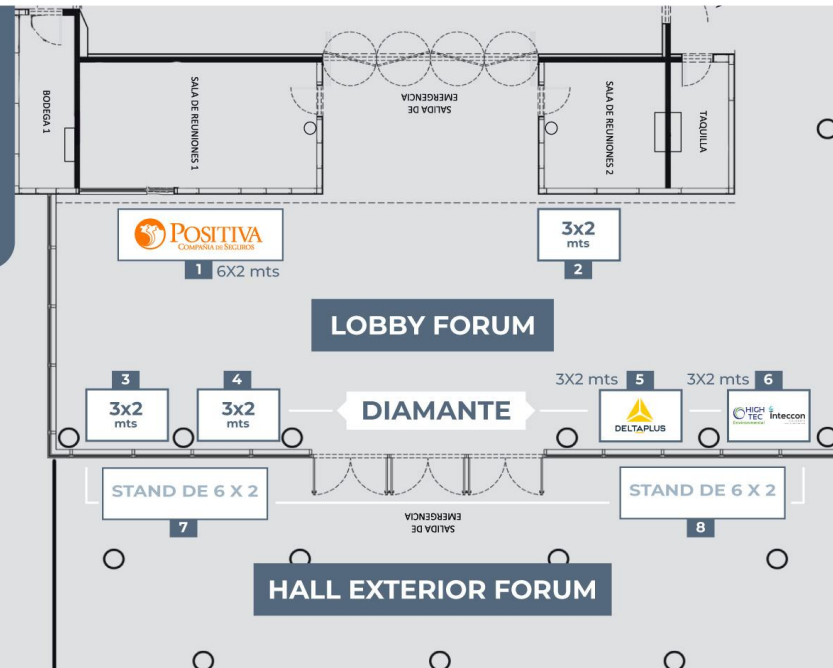 BODEGA 1
SALA DE REUNIONES 1
SALIDA DE
EMERGENCIA
SALA DE REUNIONES 2
TAQUILLA
POSITIVA
COMPAÑIA DE SEGUROS
1 6X2 mts
3x2
mts
2
LOBBY FORUM
3
3x2
mts
4
3x2
mts
DIAMANTE
3X2 mts 5
DELTAPLUS
3X2 mts 6
HIGH
TEC
Environmental
inteccon
STAND DE 6 X 2
7
STAND DE 6 X 2
8
SALIDA DE
EMERGENCIA
HALL EXTERIOR FORUM